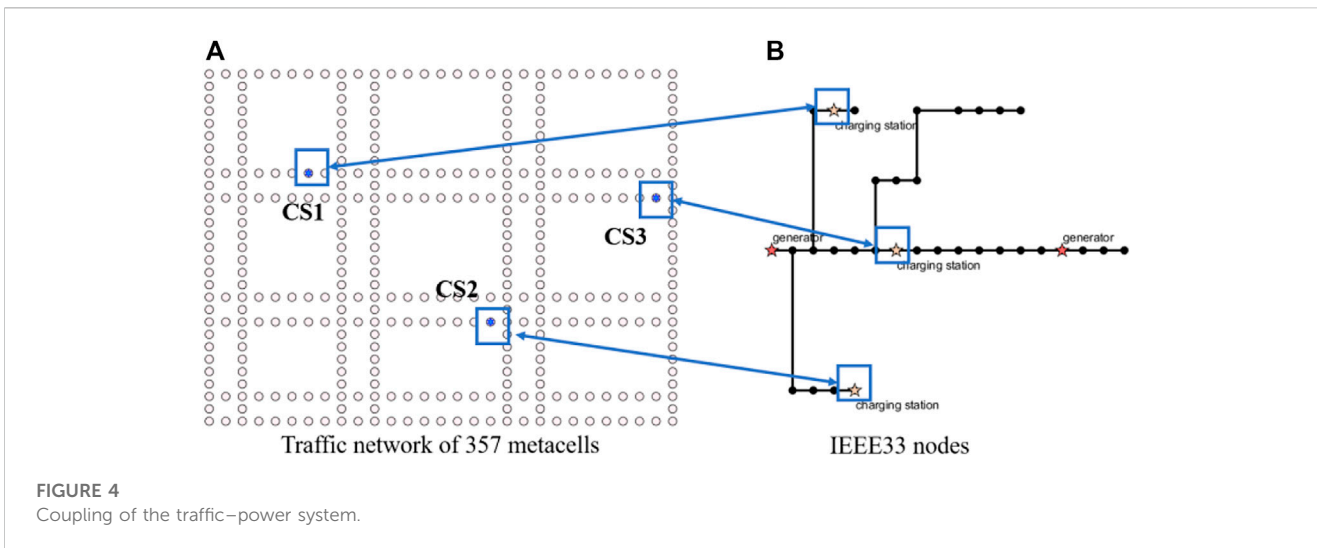 A
B
charging station
CS1
CS3
generator
generator
charging station
CS2
charging station
Traffic network of 357 metacells
IEEE33 nodes
FIGURE 4
Coupling of the traffic–power system.